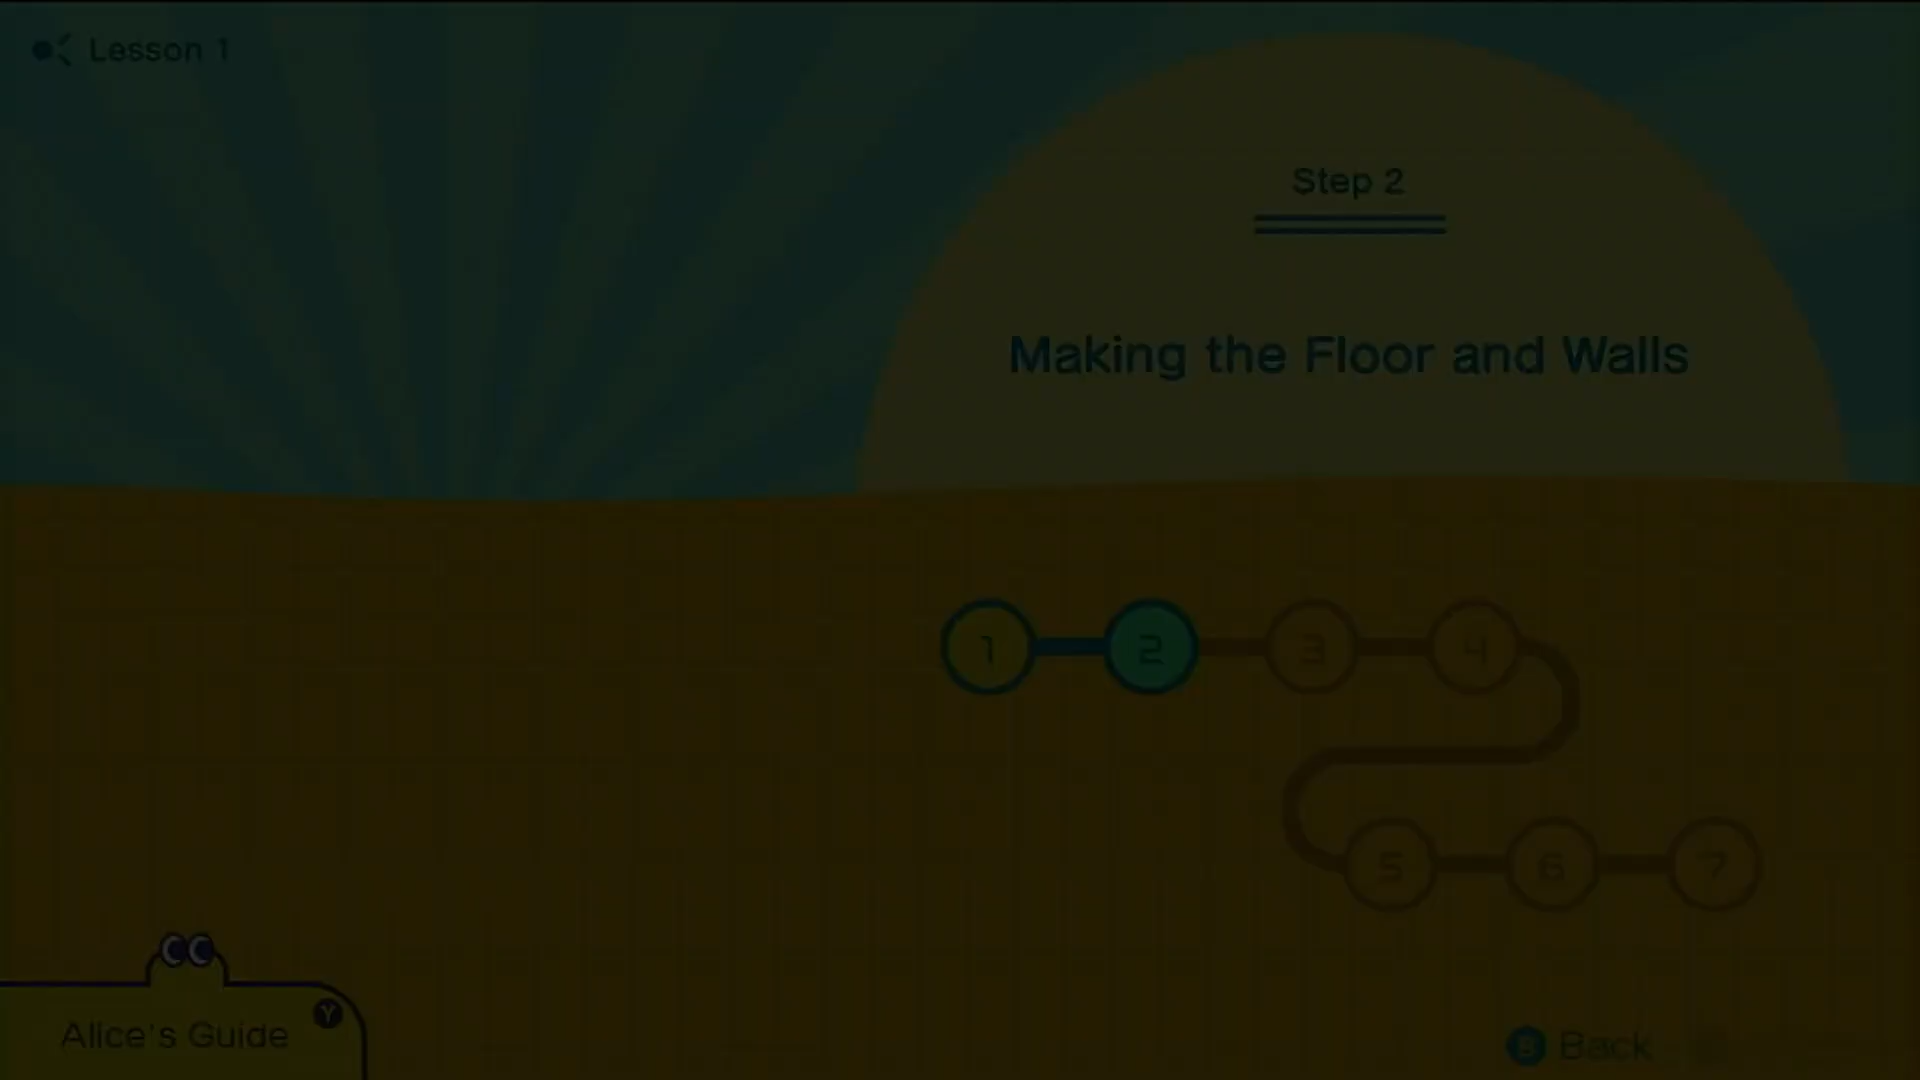 Lesson 1
Step 2
Making the Floor and Walls
1 2 3 4
5 6 7
Alice's Guide
Y
B Back